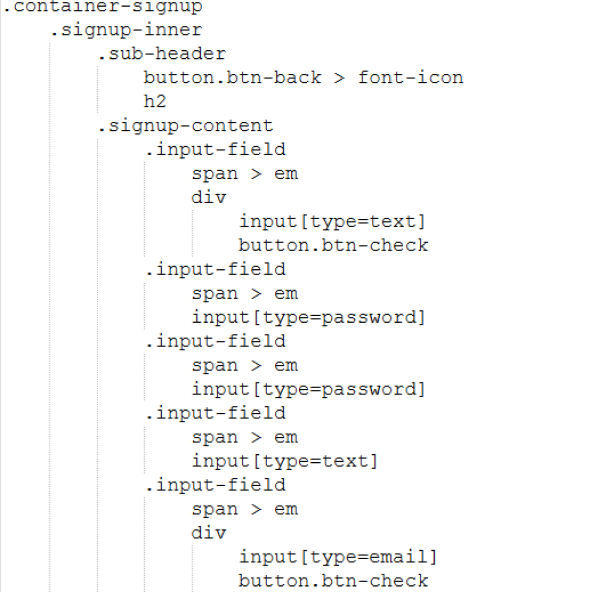 .container-signup
.signup-inner
.sub-header
button.btn-back > font-icon
h2
.signup-content
.input-field
span > em
div
input[type=text]
button.btn-check
.input-field
span > em
input[type=password]
.input-field
span > em
input[type=password]
.input-field
span > em
input[type=text]
.input-field
span > em
div
input[type=email]
button.btn-check